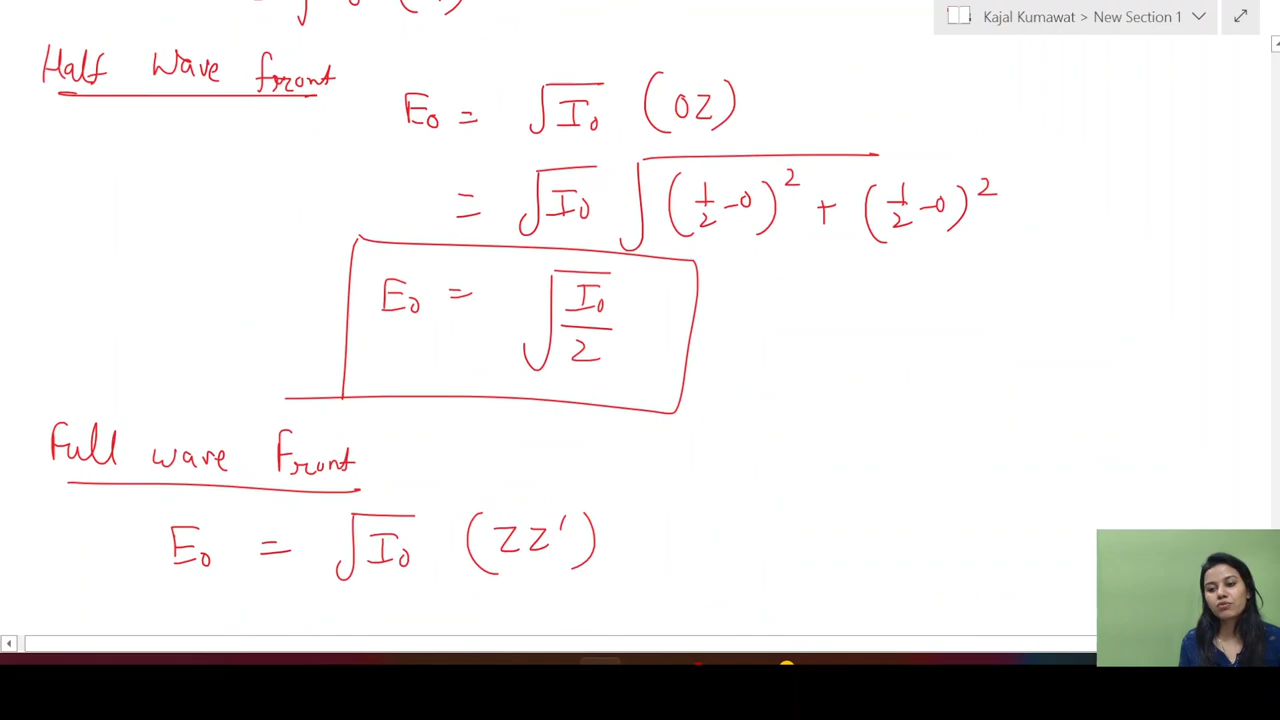 Kajal Kumawat > New Section 1
Half Wave front
E₀ = √I₀ (OZ)
= √I₀ √((1/2-0)² + (1/2-0)²)
E₀ = √(I₀/2)
Full wave Front
E₀ = √I₀ (ZZ')